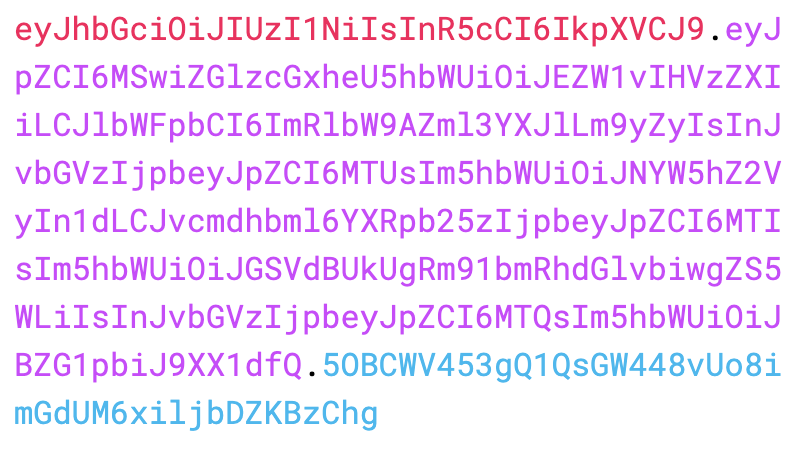 eyJhbGciOiJIUzI1NiIsInR5cCI6IkpXVCJ9.eyJ
pZCI6MSwiZGlzcGxheU5hbWUiOiJEZW1vIHVzZXI
iLCJlbWFpbCI6ImRlbW9AZml3YXJlLm9yZyIsInJ
vbGVzIjpbeyJpZCI6MTUsIm5hbWUiOiJNYW5hZ2V
yIn1dLCJvcmdhbml6YXRpb25zIjpbeyJpZCI6MTI
sIm5hbWUiOiJGSVdBUkUgRm91bmRhdGlvbiwgZS5
WLiIsInJvbGVzIjpbeyJpZCI6MTQsIm5hbWUiOiJ
BZG1pbiJ9XX1dfQ.5OBCWV453gQ1QsGW448vUo8i
mGdUM6xiljbDZKBzChg